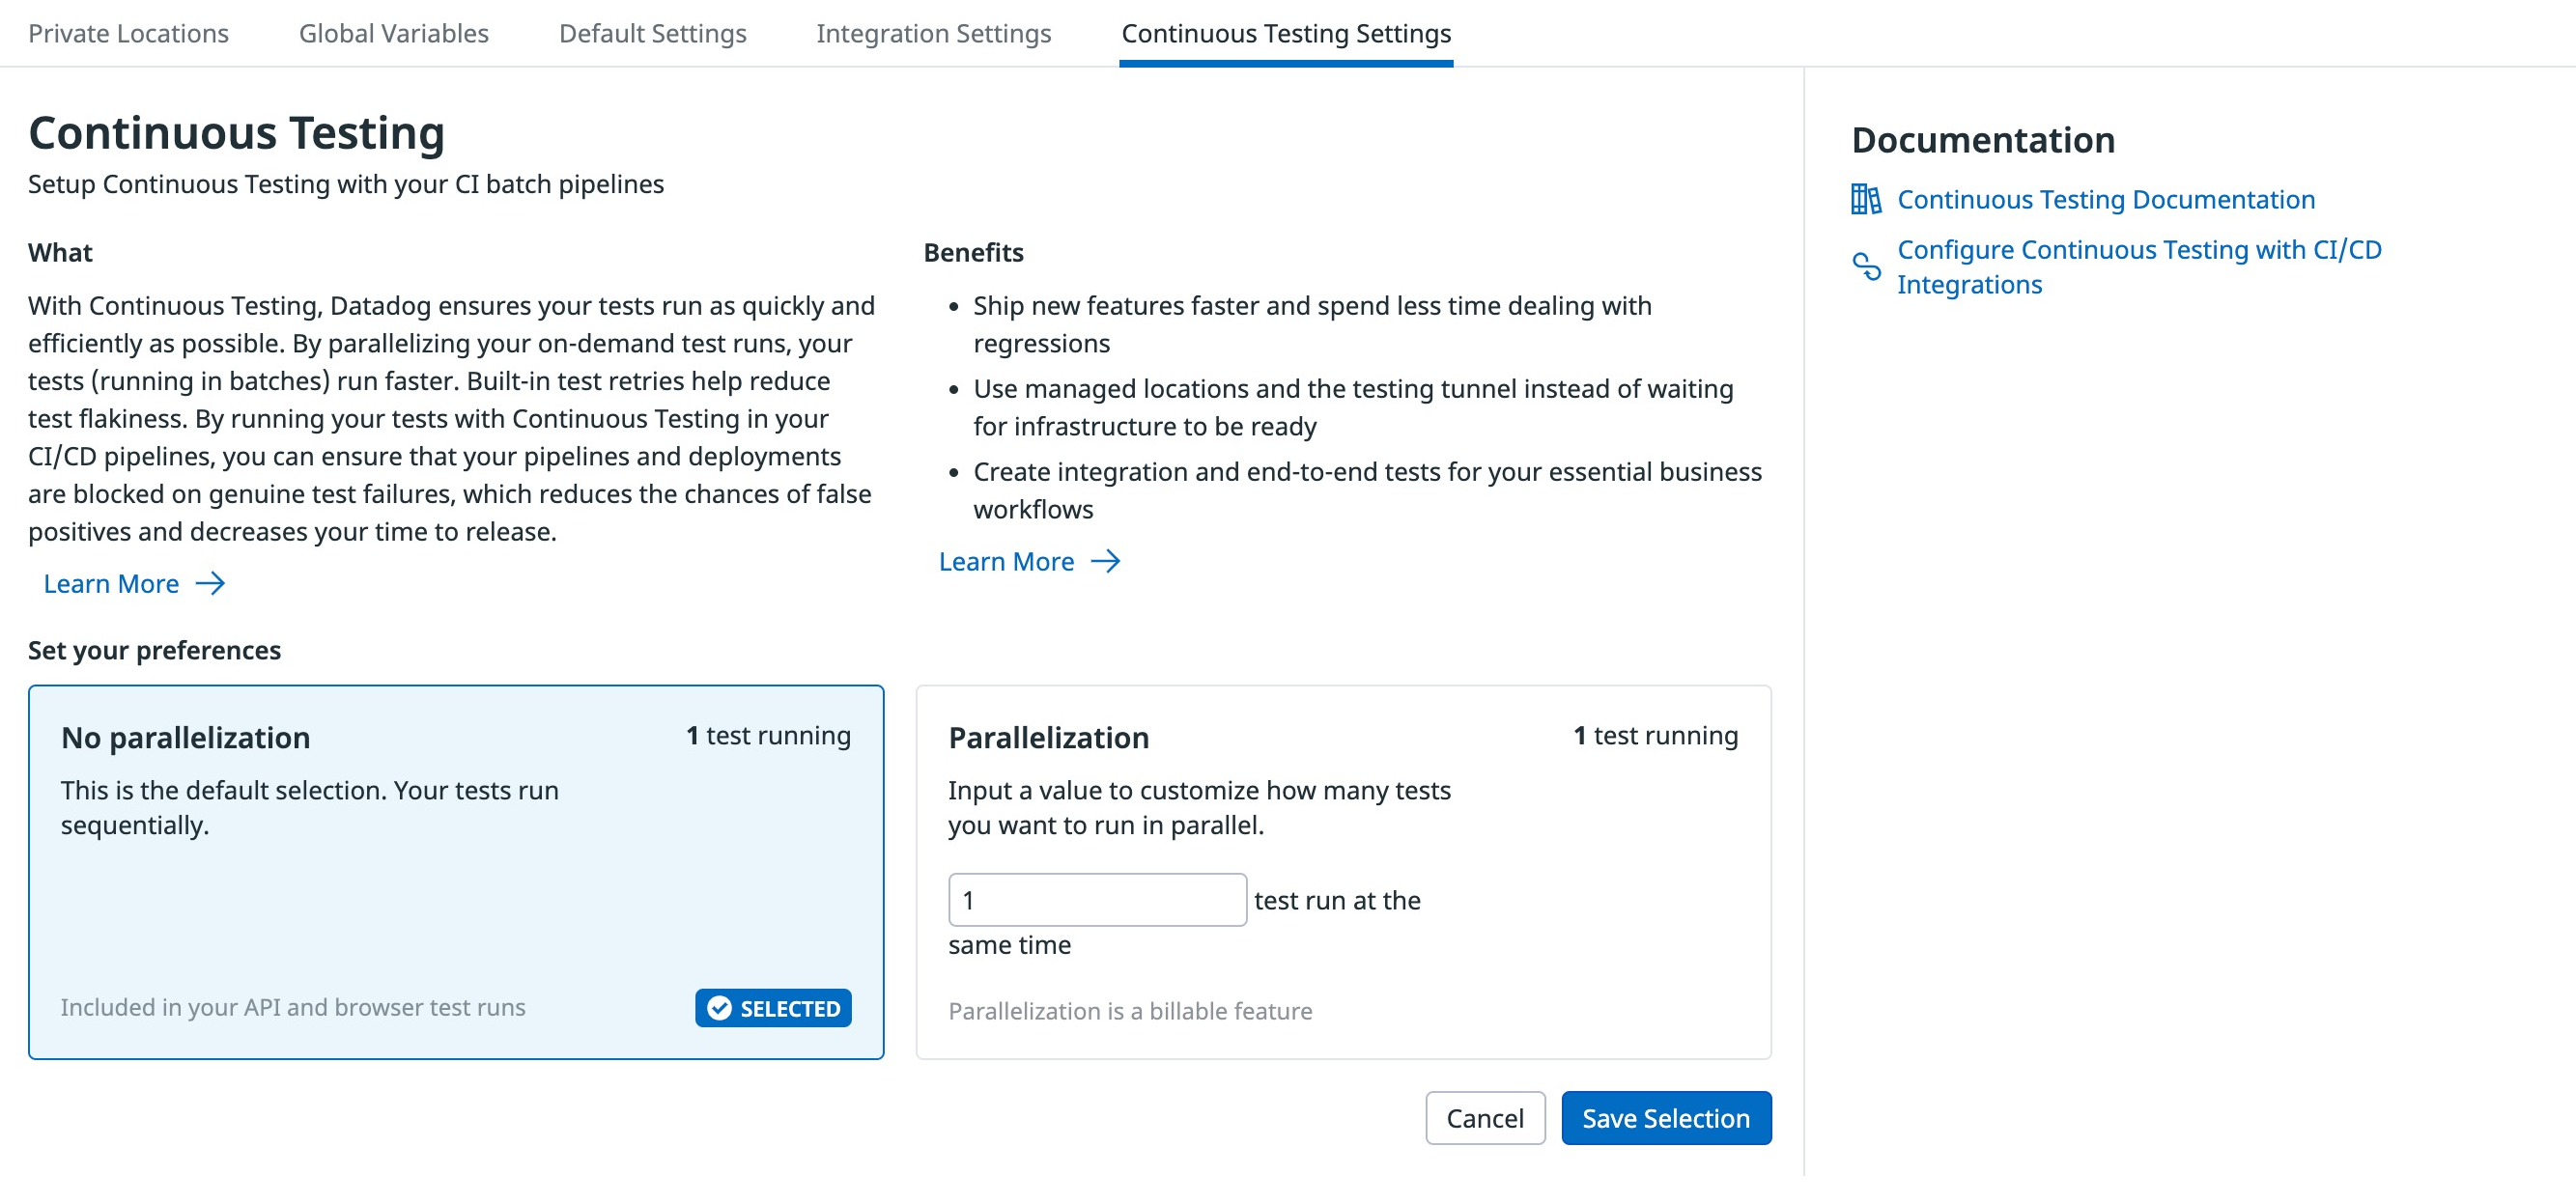 Private Locations
Global Variables
Default Settings
Integration Settings
Continuous Testing Settings
Continuous Testing
Setup Continuous Testing with your CI batch pipelines
What
With Continuous Testing, Datadog ensures your tests run as quickly and
efficiently as possible. By parallelizing your on-demand test runs, your
tests (running in batches) run faster. Built-in test retries help reduce
test flakiness. By running your tests with Continuous Testing in your
CI/CD pipelines, you can ensure that your pipelines and deployments
are blocked on genuine test failures, which reduces the chances of false
positives and decreases your time to release.
Learn More
Benefits
Ship new features faster and spend less time dealing with
regressions
Use managed locations and the testing tunnel instead of waiting
for infrastructure to be ready
Create integration and end-to-end tests for your essential business
workflows
Learn More
Set your preferences
No parallelization
1 test running
This is the default selection. Your tests run
sequentially.
Included in your API and browser test runs
SELECTED
Parallelization
1 test running
Input a value to customize how many tests
you want to run in parallel.
1 test run at the
same time
Parallelization is a billable feature
Cancel
Save Selection
Documentation
Continuous Testing Documentation
Configure Continuous Testing with CI/CD
Integrations